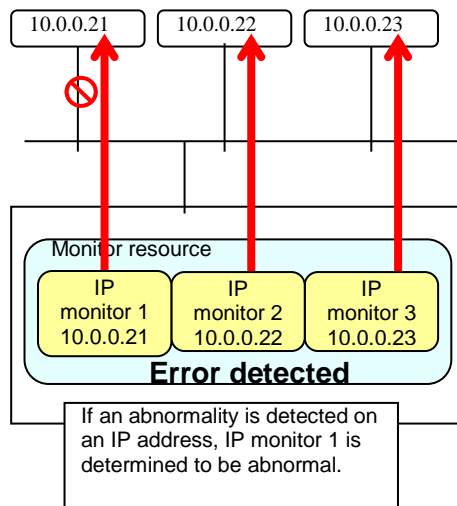 10.0.0.21 10.0.0.22 10.0.0.23
Monitor resource
IP
monitor 1
10.0.0.21
IP
monitor 2
10.0.0.22
IP
monitor 3
10.0.0.23
Error detected
If an abnormality is detected on
an IP address, IP monitor 1 is
determined to be abnormal.